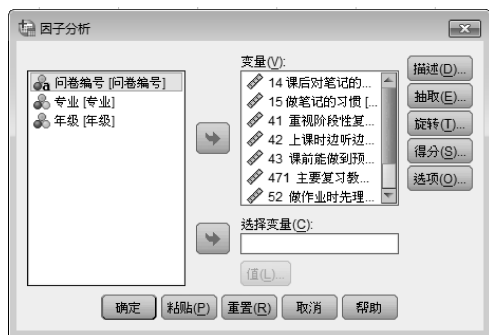 因子分析
问卷编号 [问卷编号]
专业 [专业]
年级 [年级]
变量(V):
14 课后对笔记的...
15 做笔记的习惯 [...
41 重视阶段性复...
42 上课时边听边...
43 课前能做到预...
471 主要复习教...
52 做作业时先理...
选择变量(C):
值(L)...
描述(D)...
抽取(E)...
旋转(T)...
得分(S)...
选项(O)...
确定 粘贴(P) 重置(R) 取消 帮助